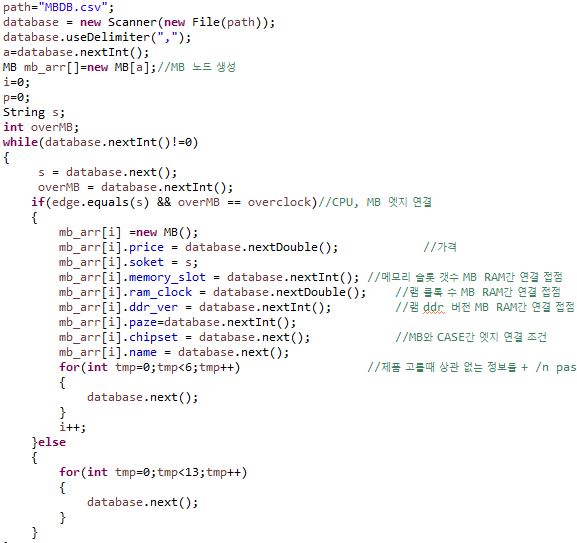 path="MBDB.csv";
database = new Scanner(new File(path));
database.useDelimiter(",");
a=database.nextInt();
MB mb_arr[]=new MB[a];//MB 노드 생성
i=0;
p=0;
String s;
int overMB;
while(database.nextInt()!=0)
{
s = database.next();
overMB = database.nextInt();
if(edge.equals(s) && overMB == overclock)//CPU, MB 엣지 연결
{
mb_arr[i] =new MB();
mb_arr[i].price = database.nextDouble(); //가격
mb_arr[i].soket = s;
mb_arr[i].memory_slot = database.nextInt(); //메모리 슬롯 갯수 MB RAM간 연결 접점
mb_arr[i].ram_clock = database.nextDouble(); //램 클록 수 MB RAM간 연결 접점
mb_arr[i].ddr_ver = database.nextInt(); //램 ddr 버전 MB RAM간 연결 접점
mb_arr[i].paze=database.nextInt();
mb_arr[i].chipset = database.next(); //MB와 CASE간 엣지 연결 조건
mb_arr[i].name = database.next();
for(int tmp=0;tmp<6;tmp++) //제품 고를때 상관 없는 정보들 + /n pas
{
database.next();
}
i++;
}else
{
for(int tmp=0;tmp<13;tmp++)
{
database.next();
}
}